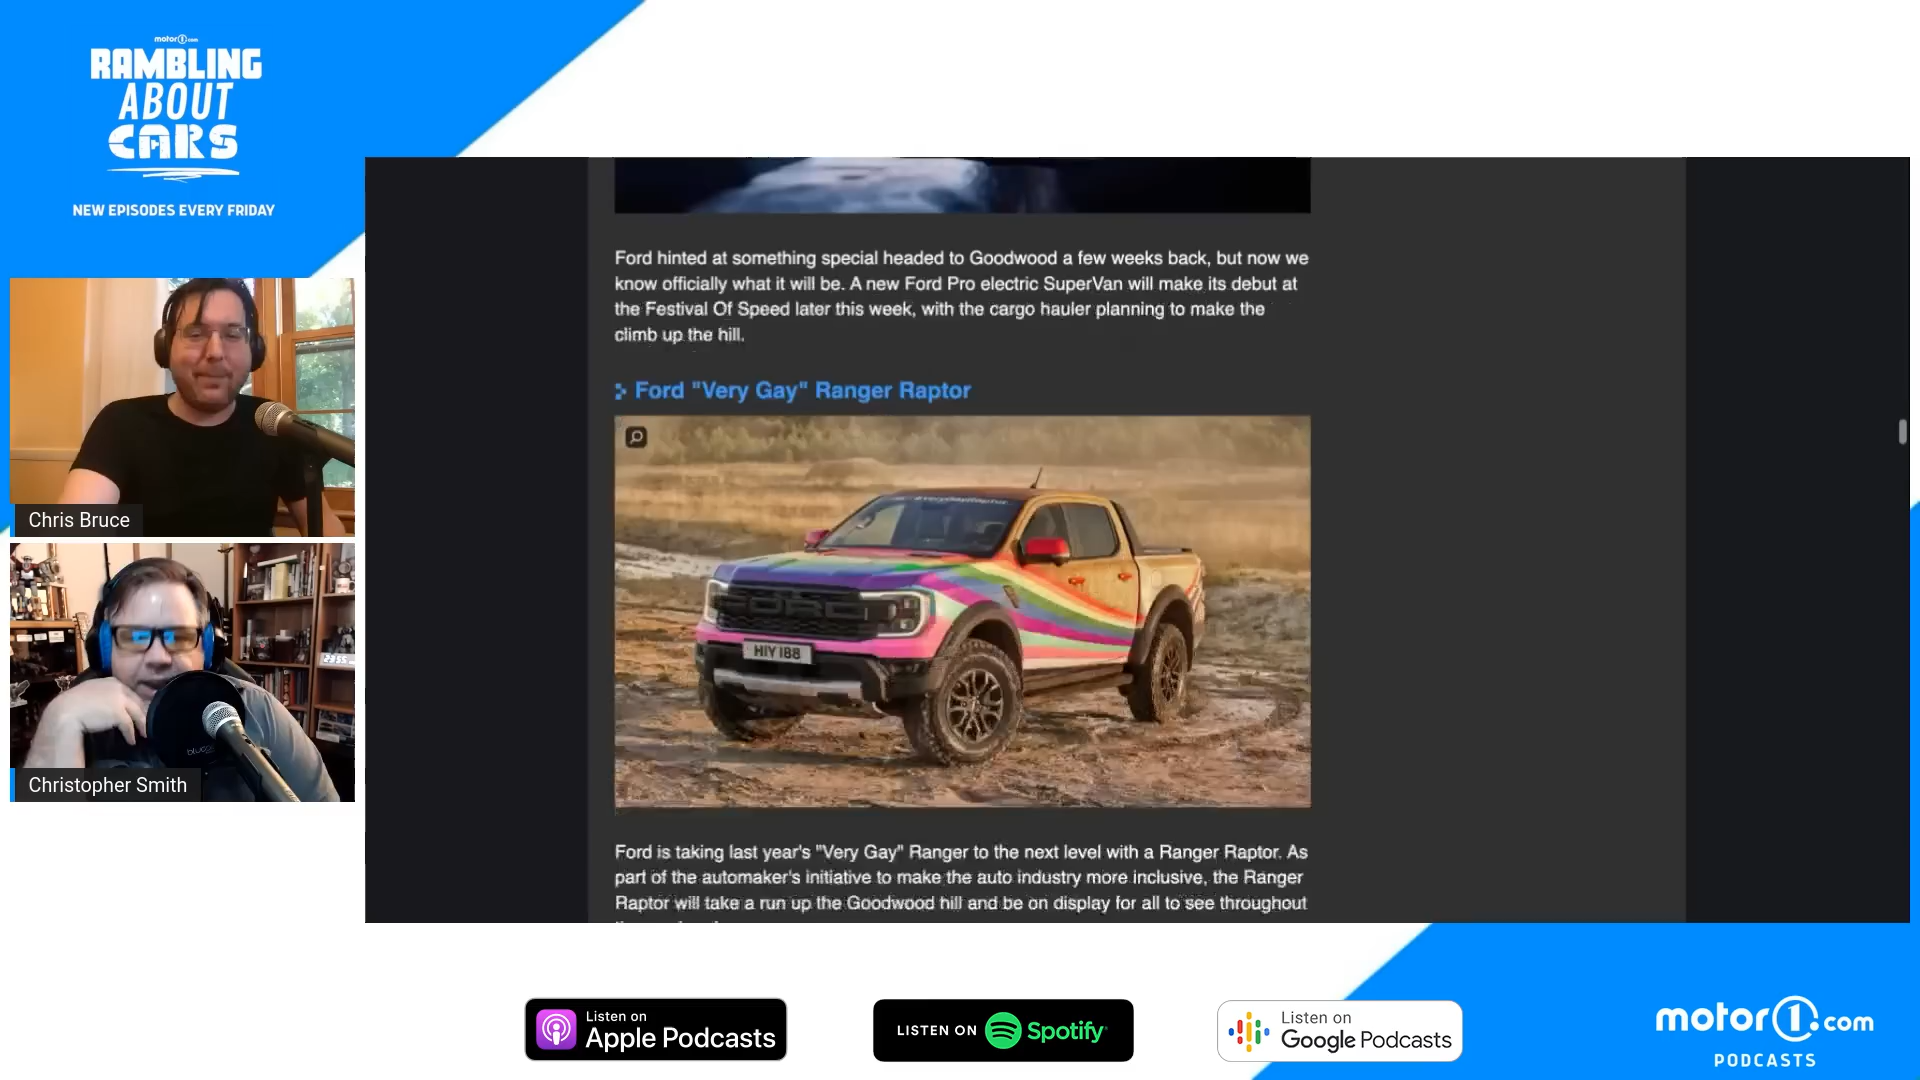 motor1.com
RAMBLING
ABOUT
CARS
NEW EPISODES EVERY FRIDAY
Chris Bruce
Christopher Smith
Ford hinted at something special headed to Goodwood a few weeks back, but now we
know officially what it will be. A new Ford Pro electric SuperVan will make its debut at
the Festival Of Speed later this week, with the cargo hauler planning to make the
climb up the hill.
Ford "Very Gay" Ranger Raptor
FORD
HIY 188
Ford is taking last year's "Very Gay" Ranger to the next level with a Ranger Raptor. As
part of the automaker's initiative to make the auto industry more inclusive, the Ranger
Raptor will take a run up the Goodwood hill and be on display for all to see throughout
Listen on
Apple Podcasts
LISTEN ON Spotify
Listen on
Google Podcasts
motor1.com
PODCASTS